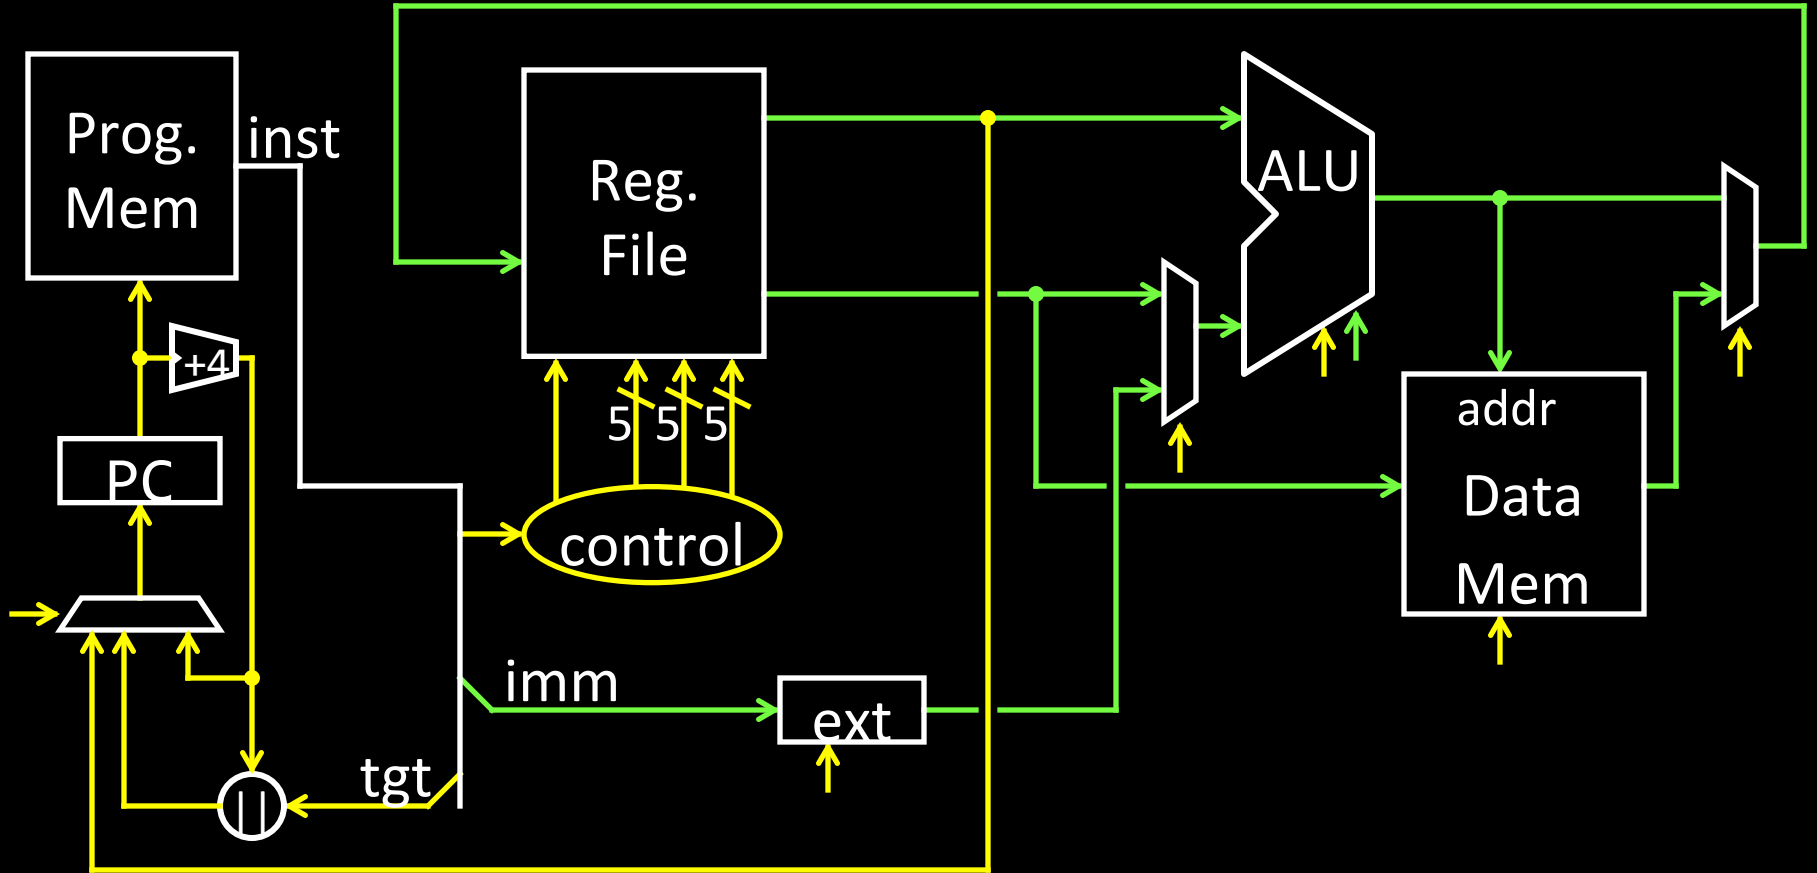 Prog.
Mem
inst
Reg.
File
ALU
+4
5 5 5
addr
PC
Data
control
Mem
imm
ext
tgt
||